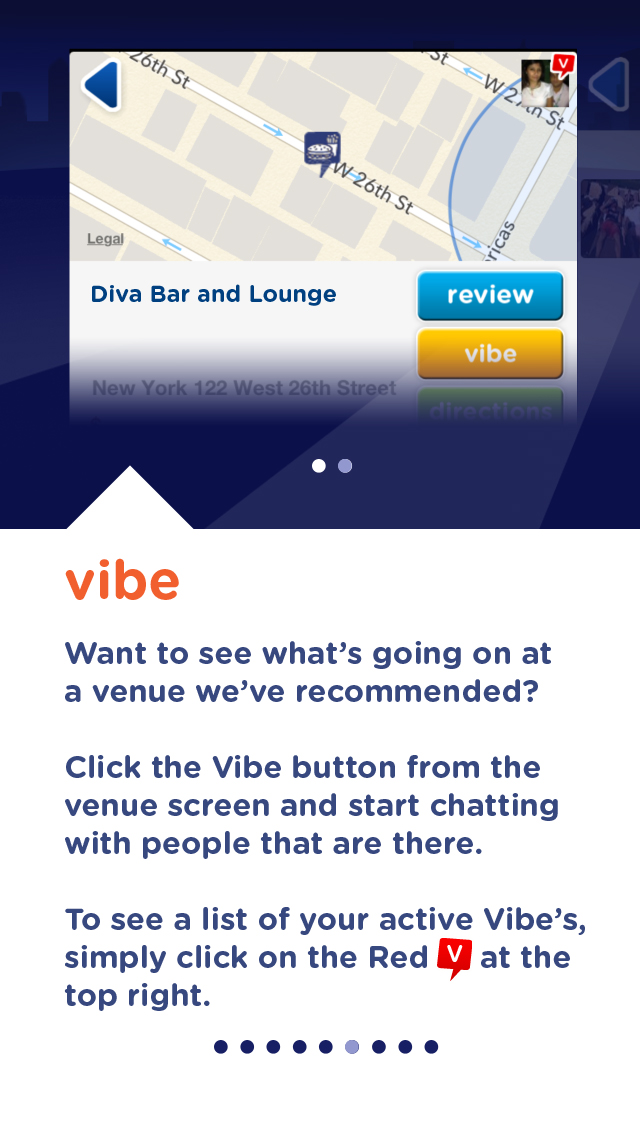 26th St
St
W 27th St
V
W 26th St
ricas
Legal
Diva Bar and Lounge
review
vibe
New York 122 West 26th Street
directions
vibe
Want to see what's going on at
a venue we've recommended?
Click the Vibe button from the
venue screen and start chatting
with people that are there.
To see a list of your active Vibe's,
simply click on the Red V at the
top right.